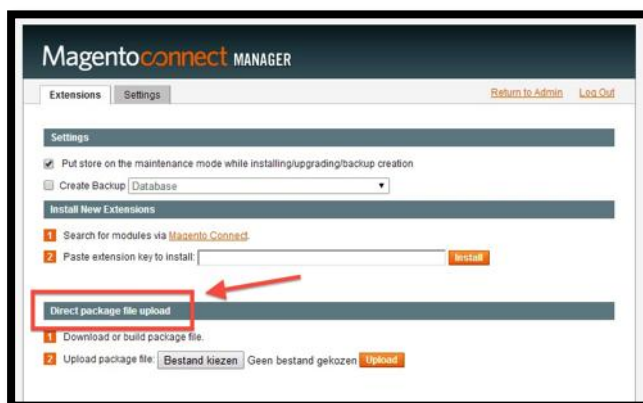 Magentoconnect MANAGER
Extensions Settings Return to Admin Log Out
Settings
Put store on the maintenance mode while installing/upgrading/backup creation
Create Backup Database
Install New Extensions
1 Search for modules via Magento Connect.
2 Paste extension key to install: Install
Direct package file upload
1 Download or build package file.
2 Upload package file: Bestand kiezen Geen bestand gekozen Upload